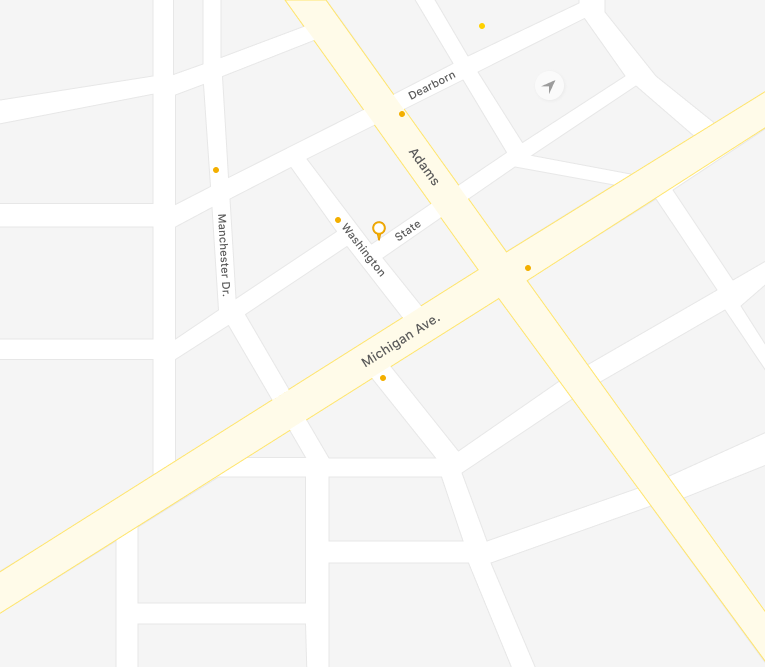 Dearborn
Adams
Manchester Dr.
Washington
State
Michigan Ave.